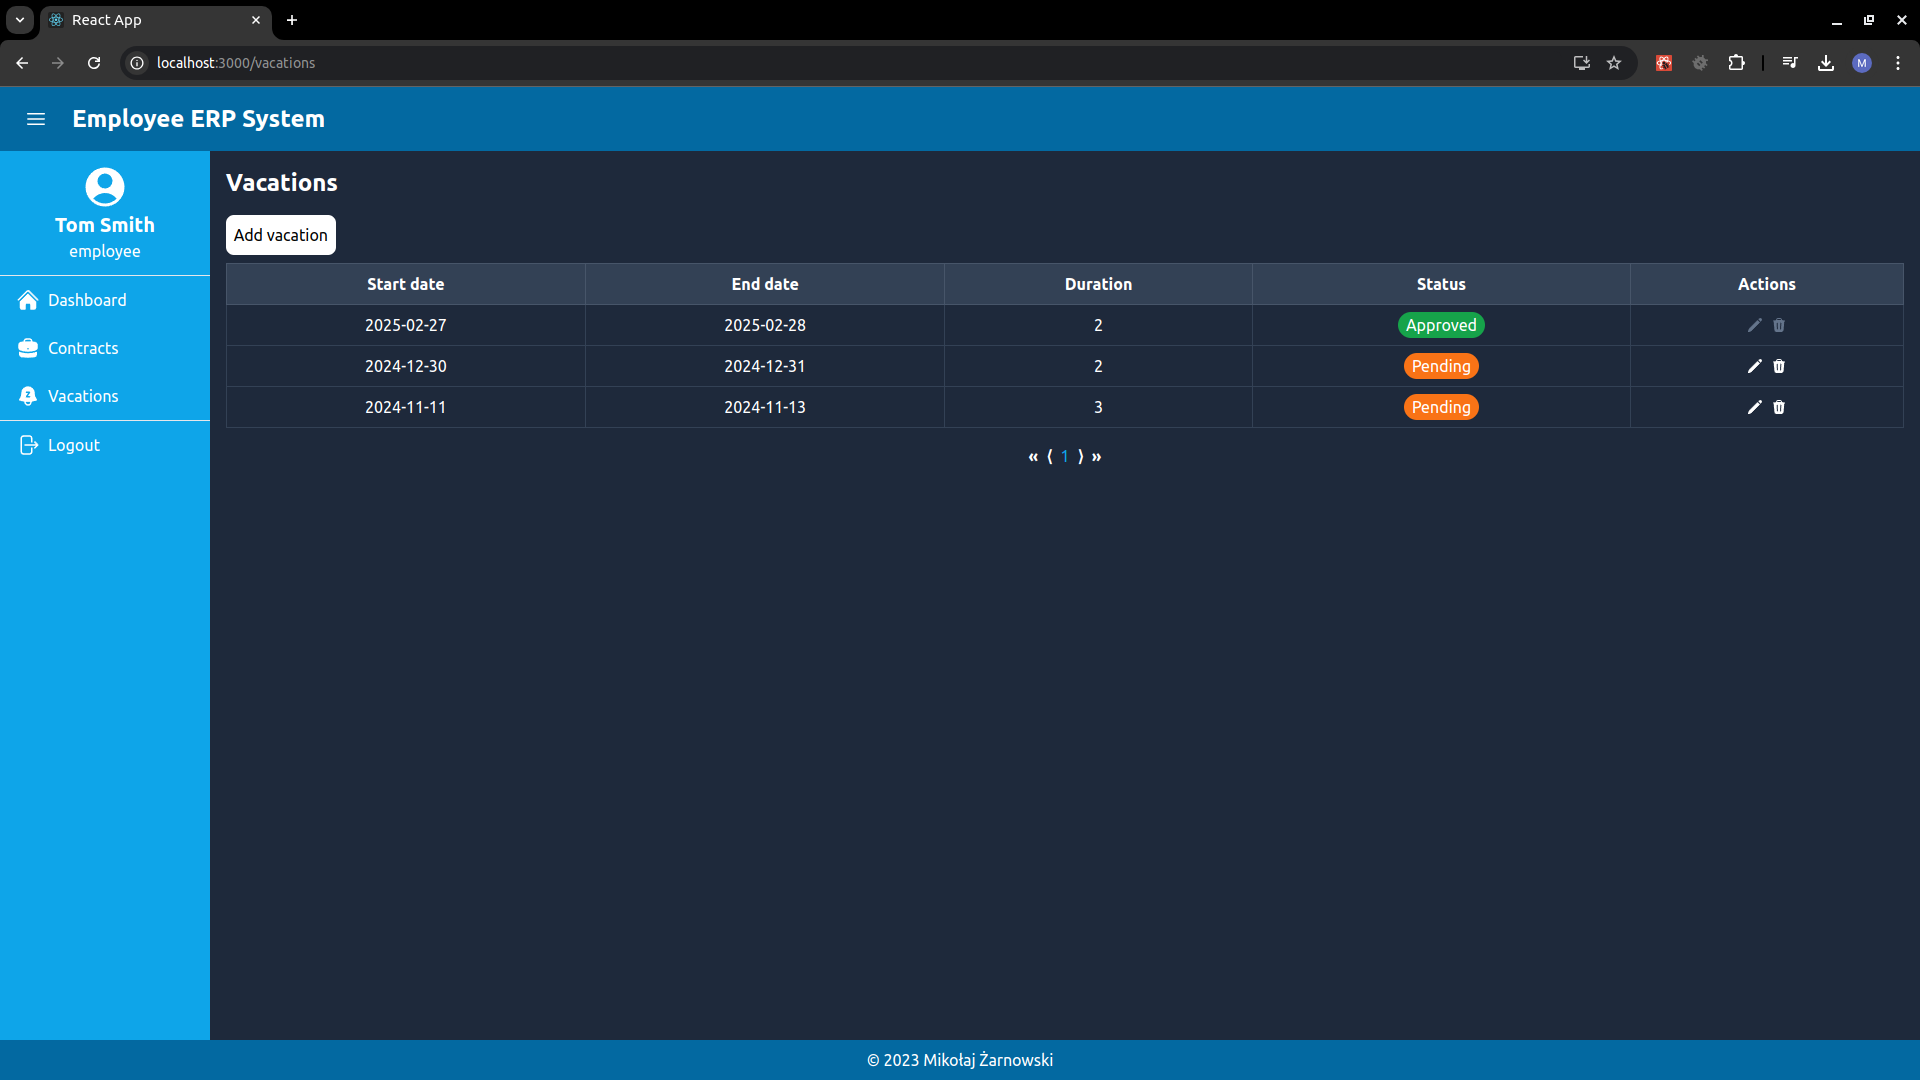 React App
localhost:3000/vacations
M
Employee ERP System
Tom Smith
employee
Dashboard
Contracts
Vacations
Logout
Vacations
Add vacation
Start date End date Duration Status Actions
2025-02-27 2025-02-28 2 Approved
2024-12-30 2024-12-31 2 Pending
2024-11-11 2024-11-13 3 Pending
« ⟨ 1 ⟩ »
© 2023 Mikołaj Żarnowski